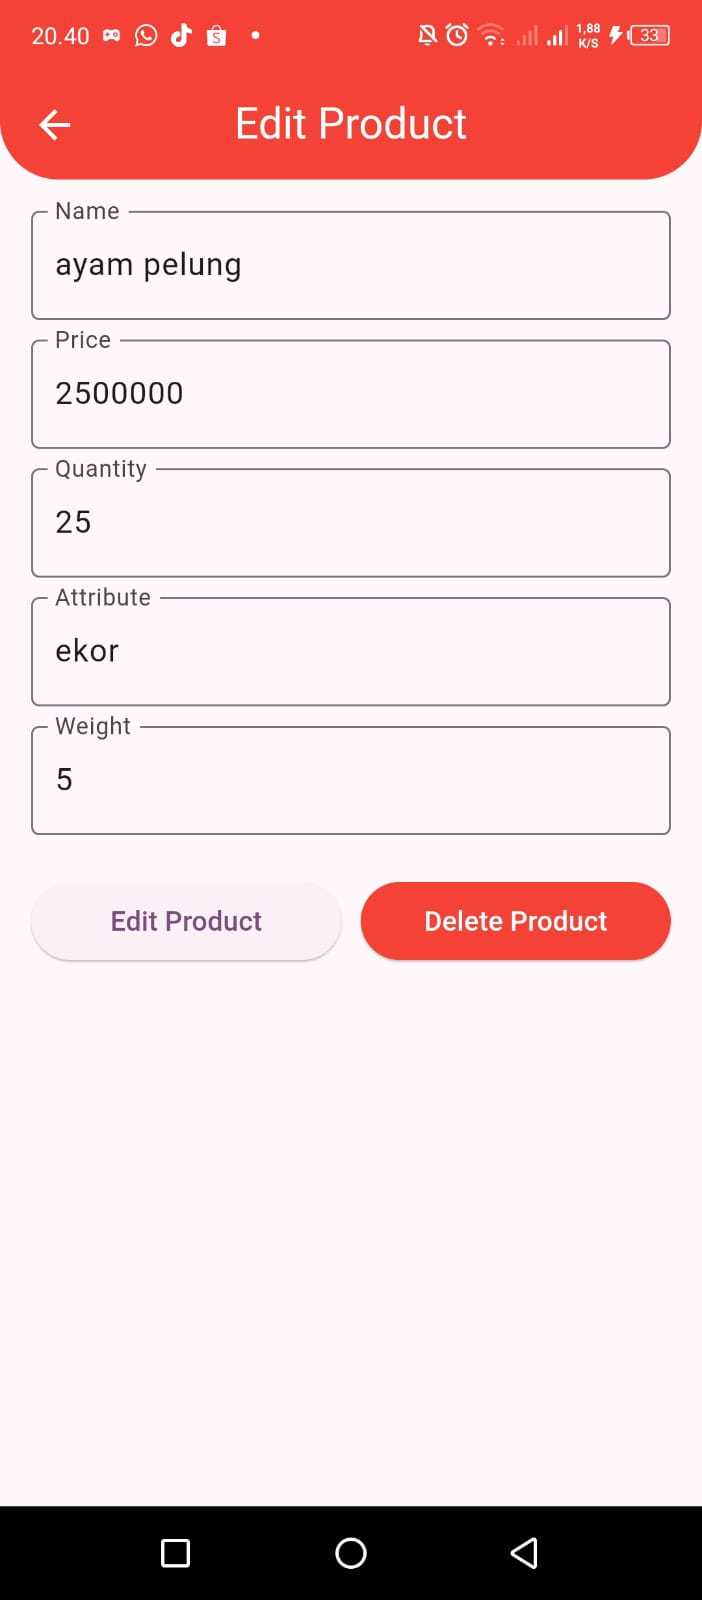 20.40 1,88 K/S 33
Edit Product
Name
ayam pelung
Price
2500000
Quantity
25
Attribute
ekor
Weight
5
Edit Product Delete Product